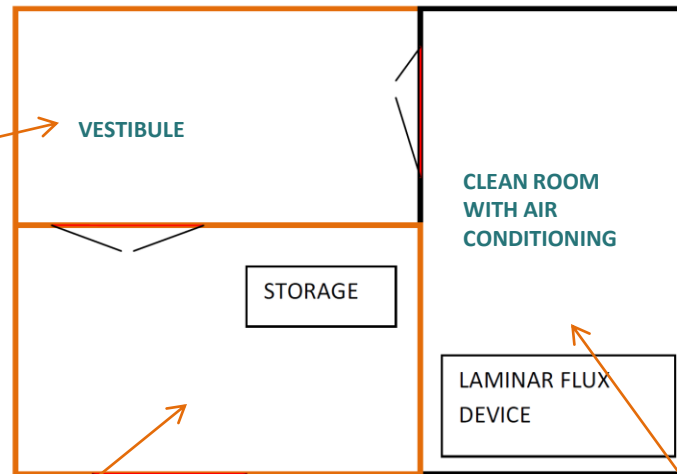 VESTIBULE
CLEAN ROOM
WITH AIR
CONDITIONING
STORAGE
LAMINAR FLUX
DEVICE